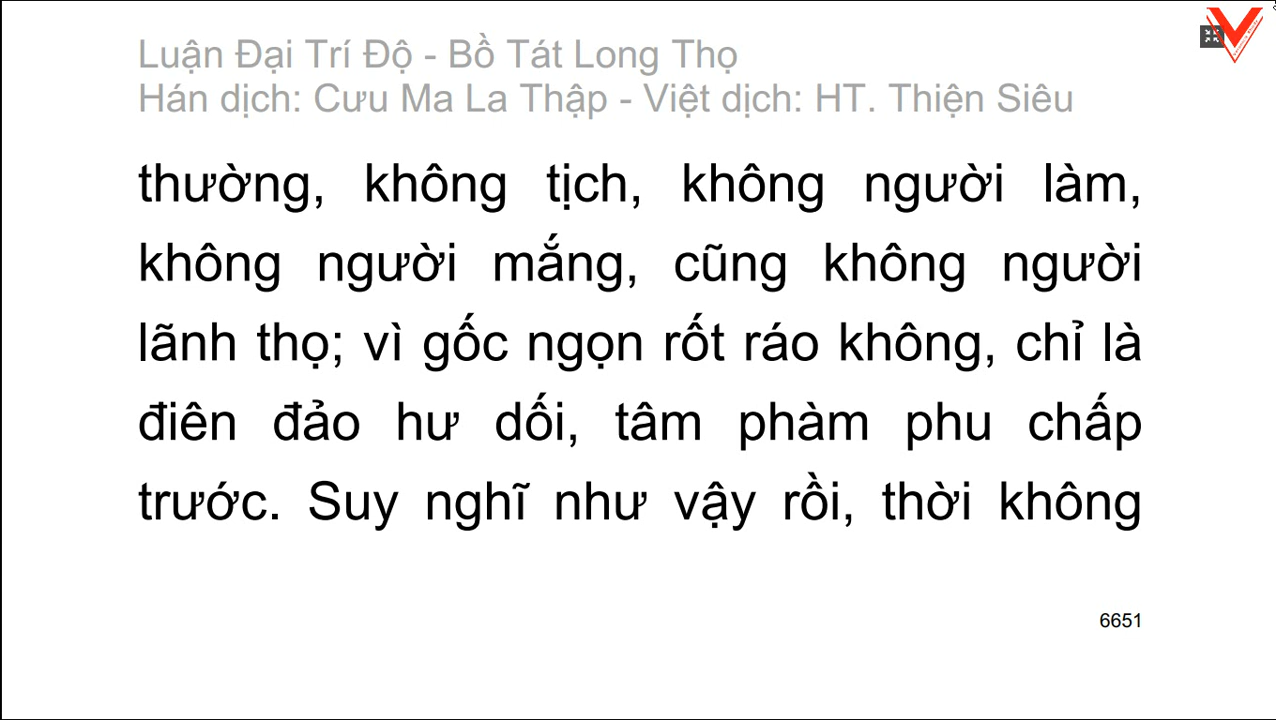 Luận Đại Trí Độ - Bồ Tát Long Thọ
Hán dịch: Cưu Ma La Thập - Việt dịch: HT. Thiện Siêu
thường, không tịch, không người làm,
không người mắng, cũng không người
lãnh thọ; vì gốc ngọn rốt ráo không, chỉ là
điên đảo hư dối, tâm phàm phu chấp
trước. Suy nghĩ như vậy rồi, thời không
6651